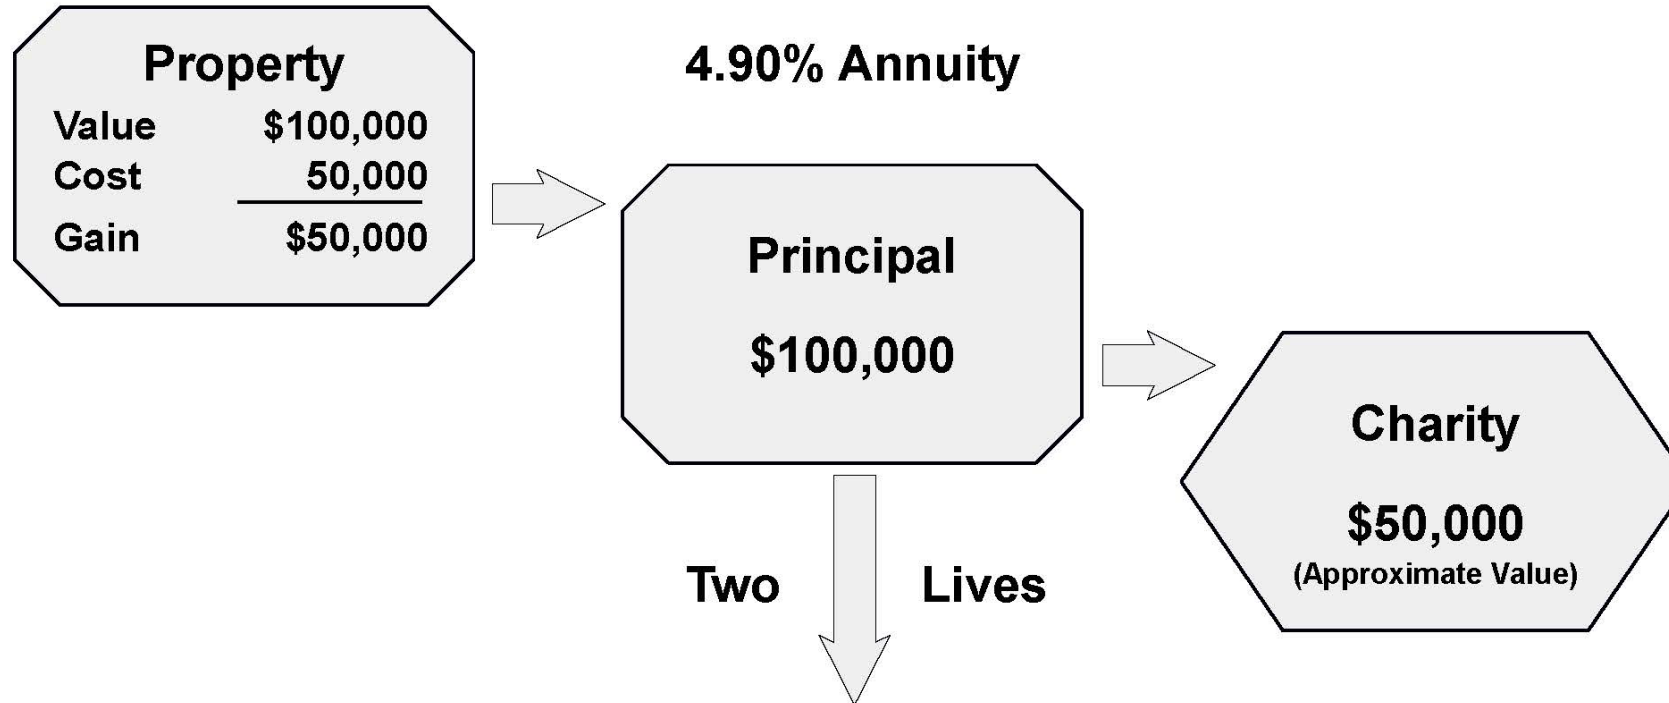 Property
Value $100,000
Cost 50,000
Gain $50,000
4.90% Annuity
Principal
$100,000
Two Lives
Charity
$50,000
(Approximate Value)